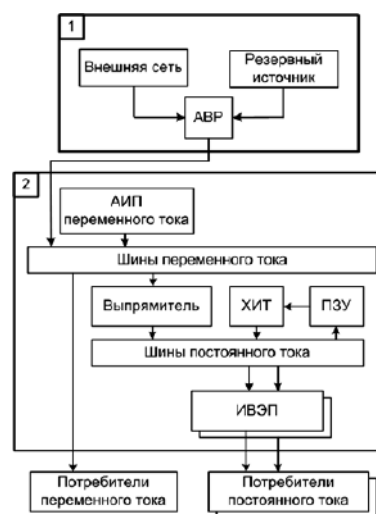 1
Внешняя сеть
Резервный
источник
АВР
2
АИП
переменного тока
Шины переменного тока
Выпрямитель
ХИТ
ПЗУ
Шины постоянного тока
ИВЭП
Потребители
переменного тока
Потребители
постоянного тока